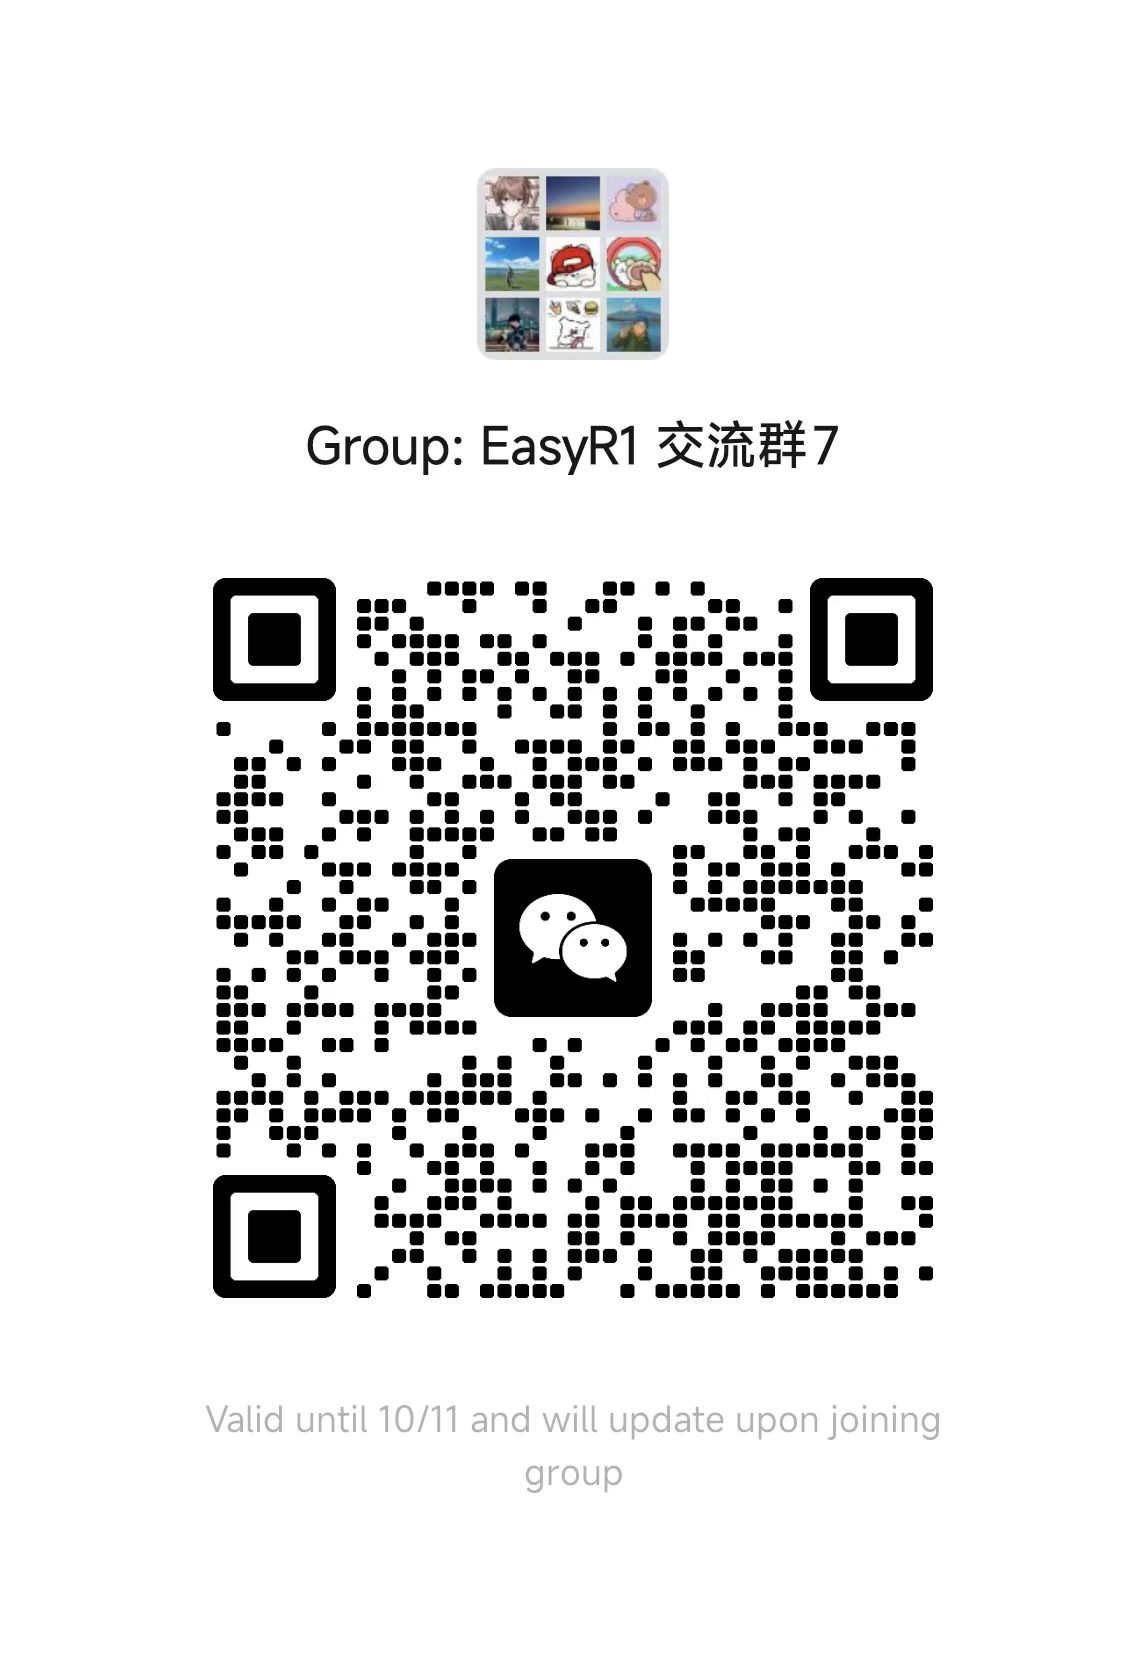 Group: EasyR1 交流群7
Valid until 10/11 and will update upon joining
group